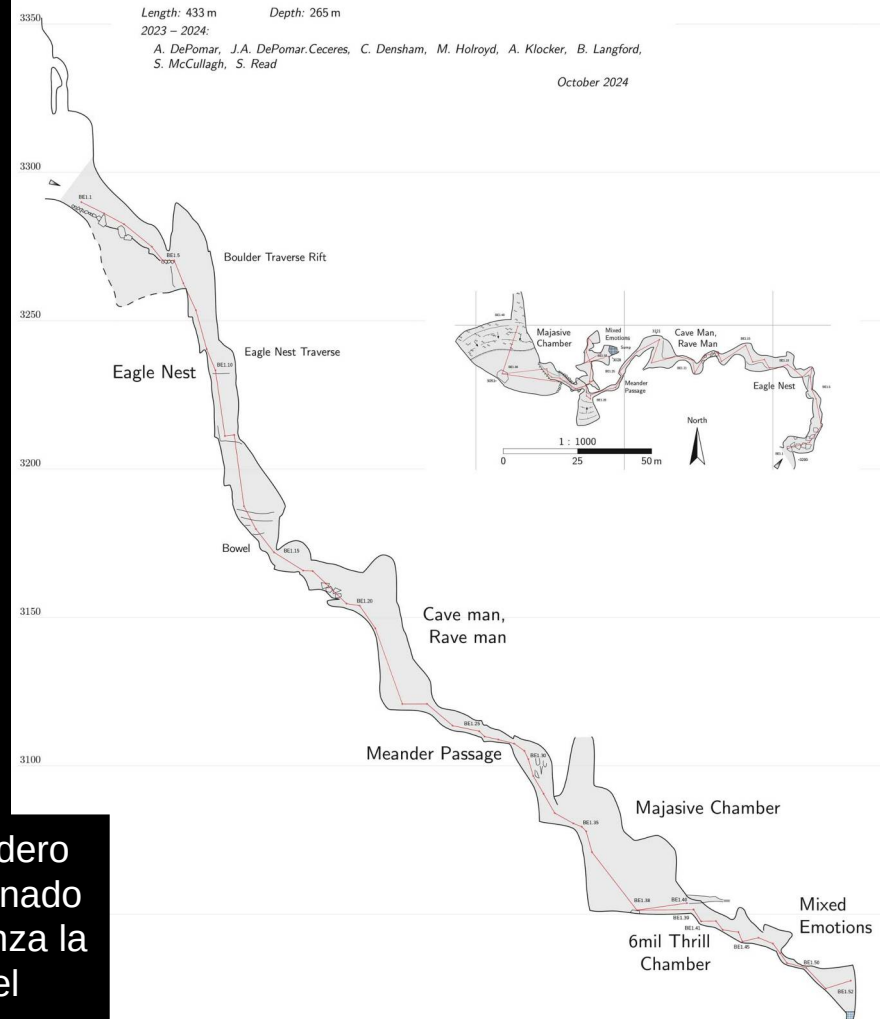 Length: 433 m Depth: 265 m
2023 – 2024:
A. DePomar, J.A. DePomar.Ceceres, C. Densham, M. Holroyd, A. Klocker, B. Langford,
S. McCullagh, S. Read
October 2024
3350
3300
BE1.1
BE1.5
Boulder Traverse Rift
3250
Eagle Nest Traverse
BE1.10
Eagle Nest
3200
Bowel
BE1.15
BE1.20
3150
Cave man,
Rave man
BE1.25
Meander Passage
BE1.30
3100
Majasive Chamber
BE1.35
BE1.38
BE1.40
BE1.39
BE1.41
BE1.45
Mixed
Emotions
6mil Thrill
Chamber
BE1.50
BE1.52
Majasive
Chamber
Mixed
Emotions
Cave Man,
Rave Man
Meander
Passage
Eagle Nest
North
1 : 1000
0 25 50 m
dero
nado
nza la
el